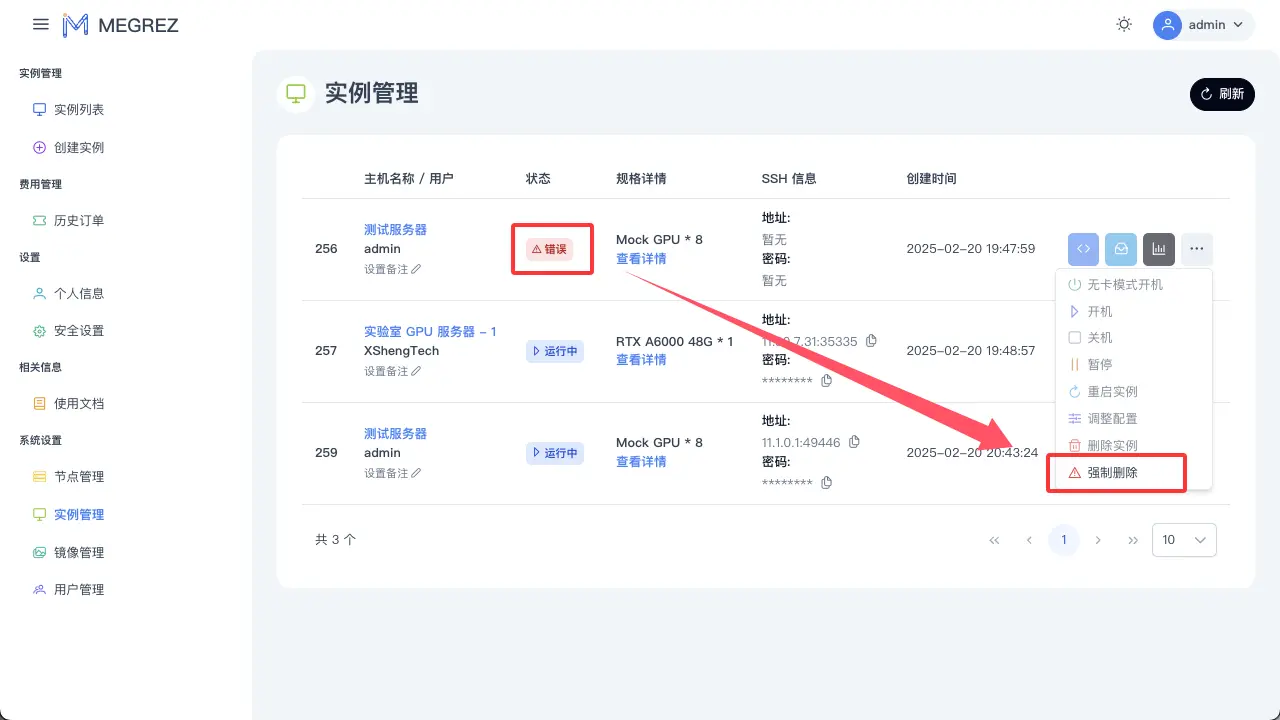 MEGREZ
admin
实例管理
实例列表
创建实例
费用管理
历史订单
设置
个人信息
安全设置
相关信息
使用文档
系统设置
节点管理
实例管理
镜像管理
用户管理
实例管理
刷新
主机名称 / 用户
状态
规格详情
SSH 信息
创建时间
256
测试服务器
admin
设置备注
错误
Mock GPU * 8
查看详情
地址:
暂无
密码:
暂无
2025-02-20 19:47:59
257
实验室 GPU 服务器 - 1
XShengTech
设置备注
运行中
RTX A6000 48G * 1
查看详情
地址:
7.31:35335
密码:
********
2025-02-20 19:48:57
259
测试服务器
admin
设置备注
运行中
Mock GPU * 8
查看详情
地址:
11.1.0.1:49446
密码:
********
2025-02-20 20:43:24
无卡模式开机
开机
关机
暂停
重启实例
调整配置
删除实例
强制删除
共 3 个
1
10